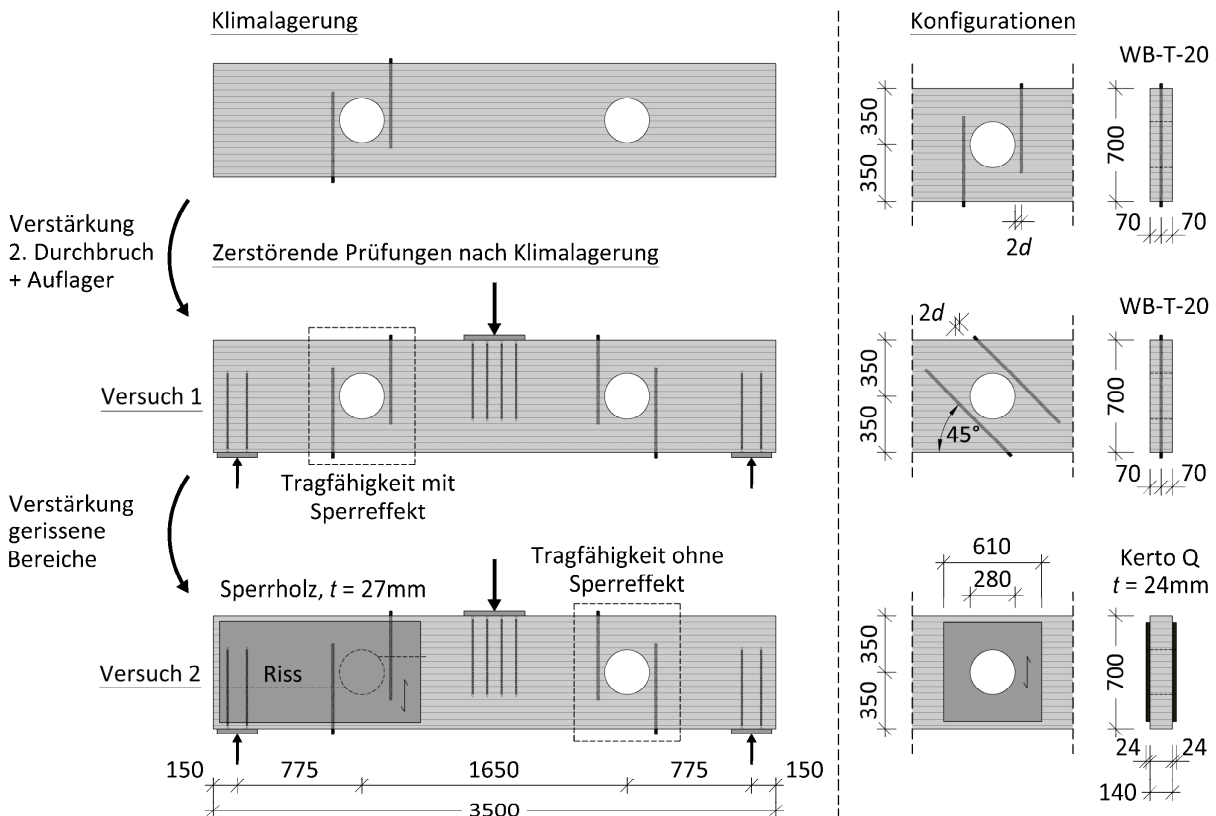 Klimalagerung
Verstärkung
2. Durchbruch
+ Auflager
Zerstörende Prüfungen nach Klimalagerung
Versuch 1
Tragfähigkeit mit
Sperreffekt
Verstärkung
gerissene
Bereiche
Tragfähigkeit ohne
Sperreffekt
Sperrholz, t = 27mm
Riss
Versuch 2
150
775
1650
775
150
3500
Konfigurationen
WB-T-20
350
350
700
2d
70
70
WB-T-20
2d
350
350
45°
700
70
70
610
280
Kerto Q
t = 24mm
350
350
700
24
24
140